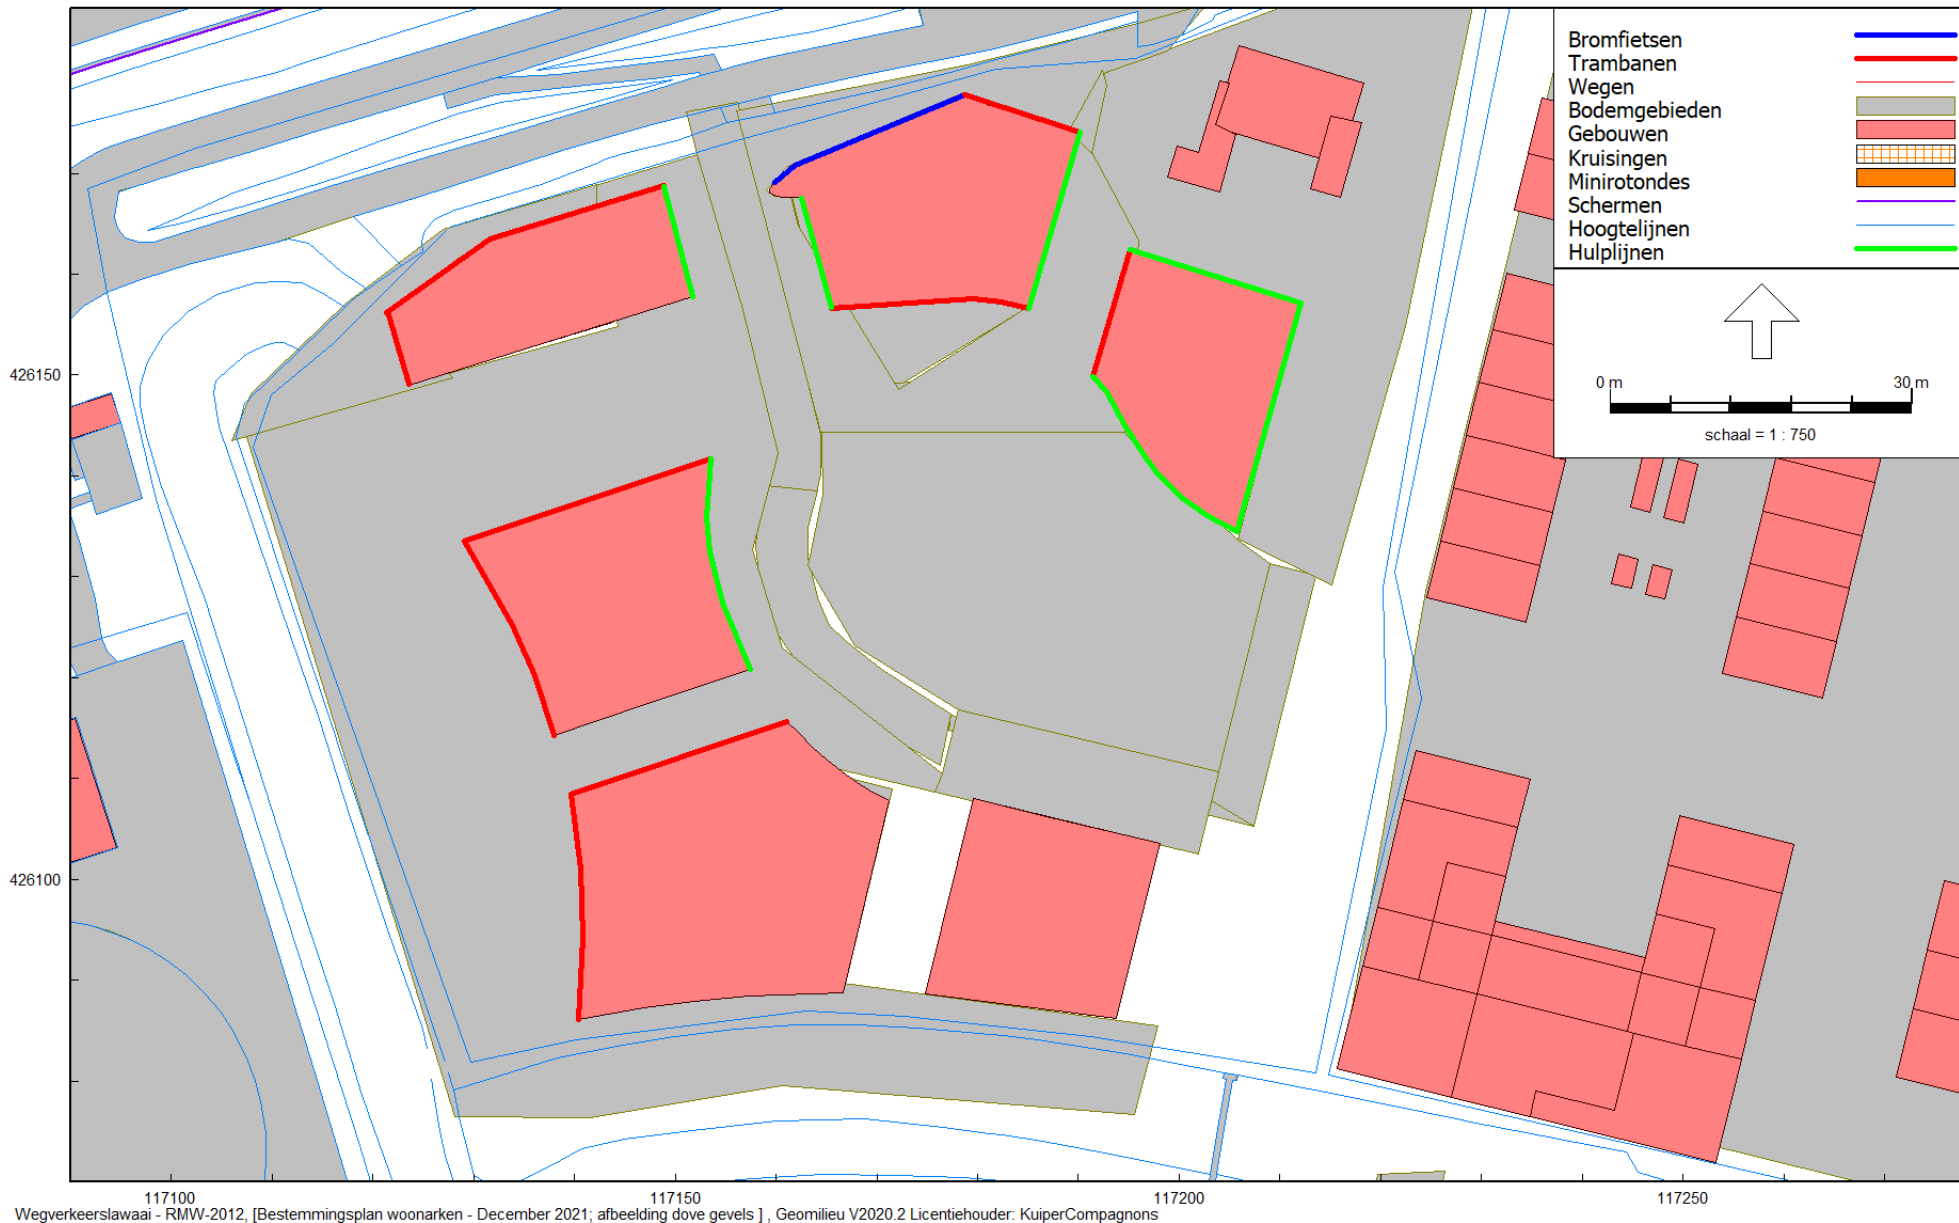 Bromfietsen
Trambanen
Wegen
Bodemgebieden
Gebouwen
Kruisingen
Minirotondes
Schermen
Hoogtelijnen
Hulplijnen
0 m 30 m
schaal = 1 : 750
426150
426100
117100 117150 117200 117250
Wegverkeerslawaai - RMW-2012, [Bestemmingsplan woonarken - December 2021; afbeelding dove gevels ] , Geomilieu V2020.2 Licentiehouder: KuiperCompagnons